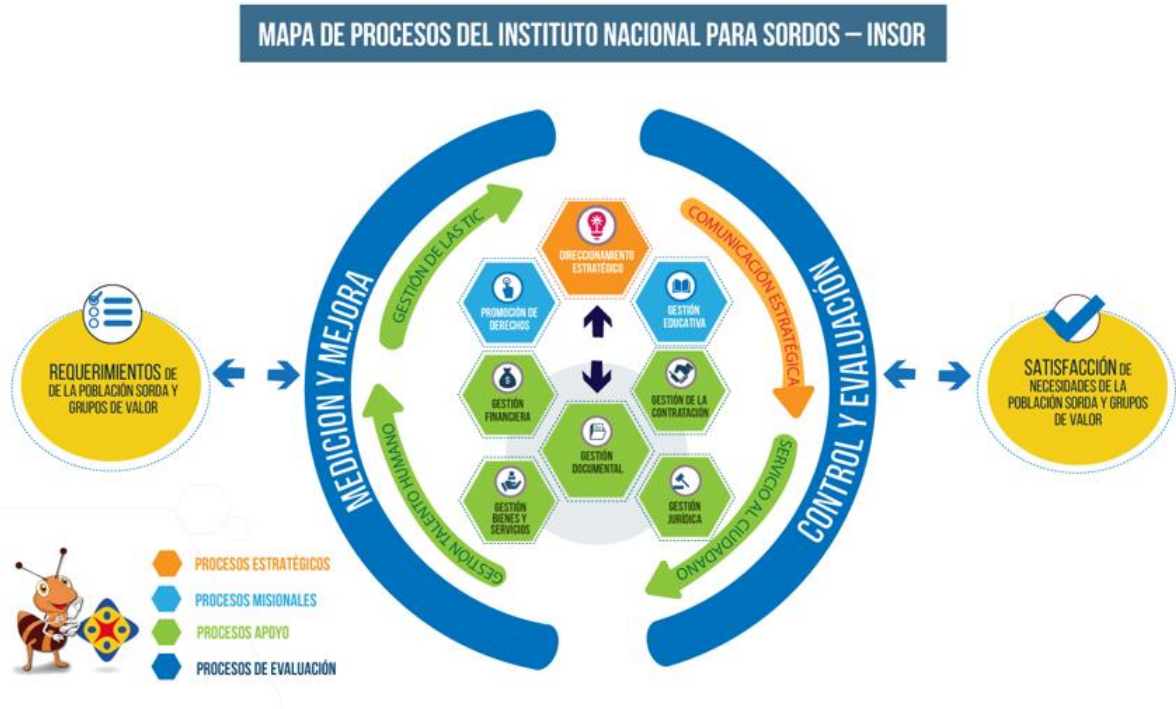 MAPA DE PROCESOS DEL INSTITUTO NACIONAL PARA SORDOS – INSOR
REQUERIMIENTOS DE
DE LA POBLACIÓN SORDA Y
GRUPOS DE VALOR
MEDICION Y MEJORA
GESTIÓN DE LAS TIC
GESTIÓN TALENTO HUMANO
DIRECCIONAMIENTO
ESTRATÉGICO
PROMOCIÓN DE
DERECHOS
GESTIÓN
EDUCATIVA
GESTIÓN
FINANCIERA
GESTIÓN DE LA
CONTRATACIÓN
GESTIÓN
DOCUMENTAL
GESTIÓN
BIENES Y
SERVICIOS
GESTIÓN
JURÍDICA
COMUNICACIÓN ESTRATÉGICA
SERVICIO AL CIUDADANO
CONTROL Y EVALUACIÓN
SATISFACCIÓN DE
NECESIDADES DE LA
POBLACIÓN SORDA Y GRUPOS
DE VALOR
PROCESOS ESTRATÉGICOS
PROCESOS MISIONALES
PROCESOS APOYO
PROCESOS DE EVALUACIÓN